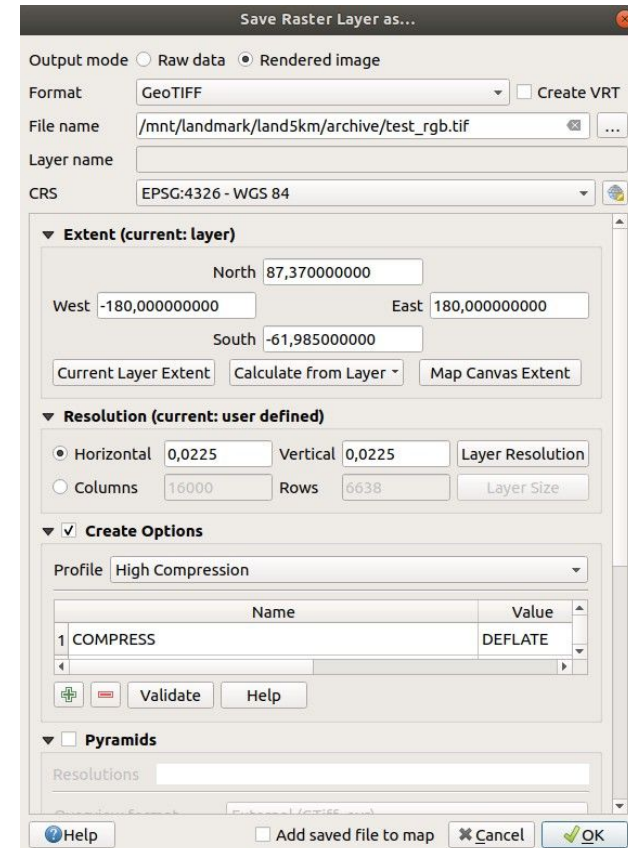 Save Raster Layer as...
Output mode Raw data Rendered image
Format GeoTIFF Create VRT
File name /mnt/landmark/land5km/archive/test_rgb.tif ...
Layer name
CRS EPSG:4326 - WGS 84
Extent (current: layer)
North 87,370000000
West -180,000000000 East 180,000000000
South -61,985000000
Current Layer Extent Calculate from Layer Map Canvas Extent
Resolution (current: user defined)
Horizontal 0,0225 Vertical 0,0225 Layer Resolution
Columns 16000 Rows 6638 Layer Size
Create Options
Profile High Compression
Name Value
1 COMPRESS DEFLATE
Validate Help
Pyramids
Resolutions
Help Add saved file to map Cancel OK